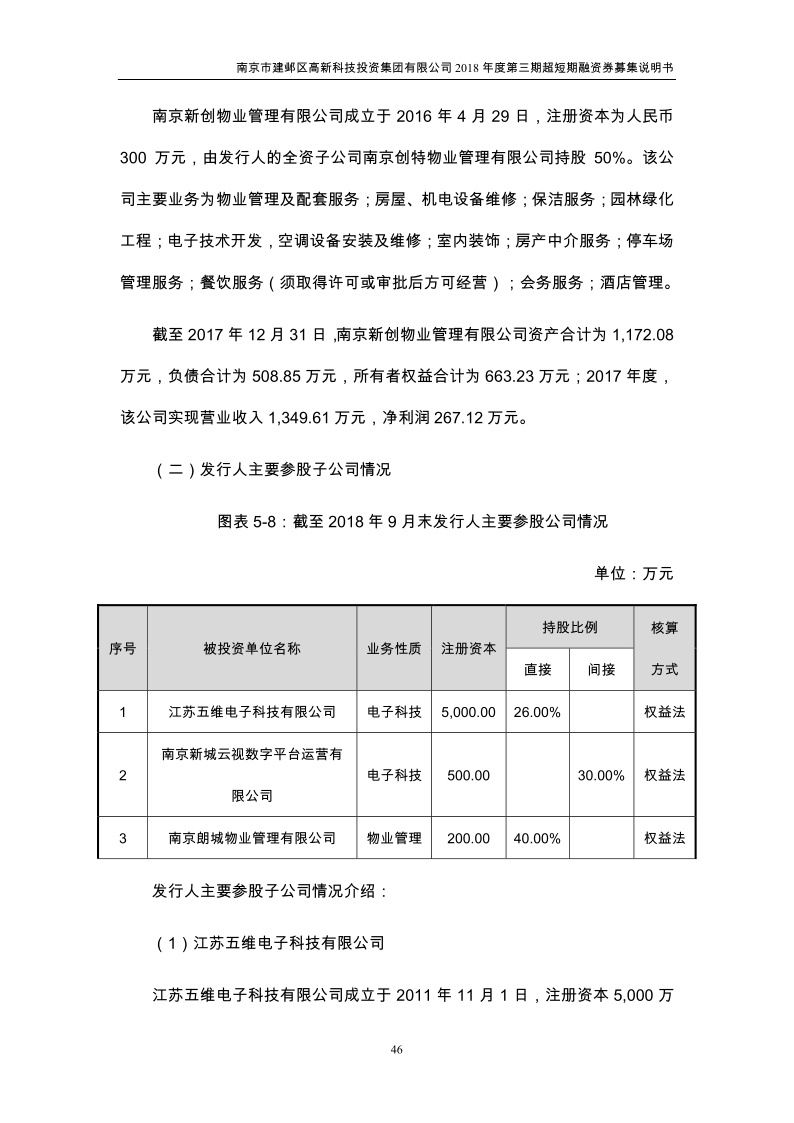 南京市建邺区高新科技投资集团有限公司 2018 年度第三期超短期融资券募集说明书
南京新创物业管理有限公司成立于 2016 年 4 月 29 日，注册资本为人民币
300 万元，由发行人的全资子公司南京创特物业管理有限公司持股 50%。该公
司主要业务为物业管理及配套服务；房屋、机电设备维修；保洁服务；园林绿化
工程；电子技术开发，空调设备安装及维修；室内装饰；房产中介服务；停车场
管理服务；餐饮服务（须取得许可或审批后方可经营）；会务服务；酒店管理。
截至 2017 年 12 月 31 日，南京新创物业管理有限公司资产合计为 1,172.08
万元，负债合计为 508.85 万元，所有者权益合计为 663.23 万元；2017 年度，
该公司实现营业收入 1,349.61 万元，净利润 267.12 万元。
（二）发行人主要参股子公司情况
图表 5-8：截至 2018 年 9 月末发行人主要参股公司情况
单位：万元
序号 被投资单位名称 业务性质 注册资本 持股比例 核算
直接 间接 方式
1 江苏五维电子科技有限公司 电子科技 5,000.00 26.00% 权益法
南京新城云视数字平台运营有
2 电子科技 500.00 30.00% 权益法
限公司
3 南京朗城物业管理有限公司 物业管理 200.00 40.00% 权益法
发行人主要参股子公司情况介绍：
（1）江苏五维电子科技有限公司
江苏五维电子科技有限公司成立于 2011 年 11 月 1 日，注册资本 5,000 万
46